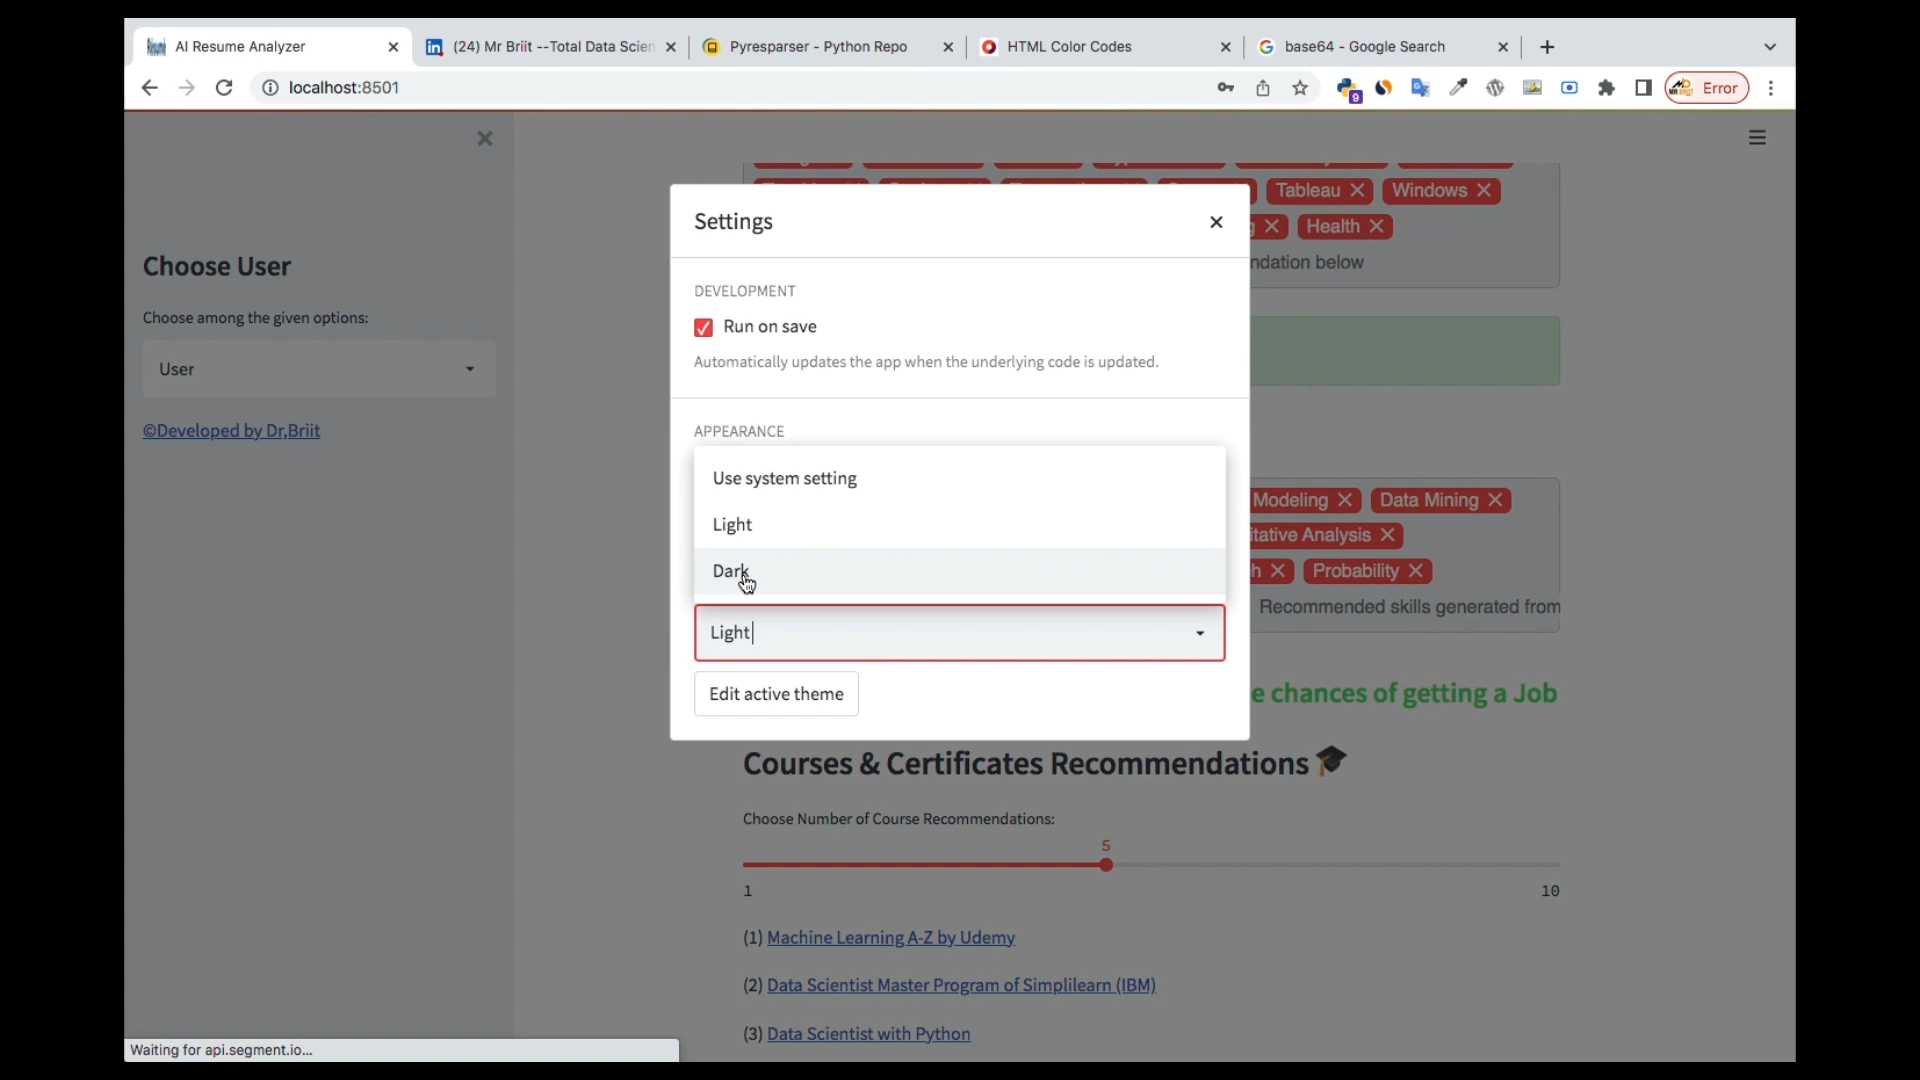 AI Resume Analyzer
(24) Mr Briit --Total Data Scien
Pyresparser - Python Repo
HTML Color Codes
base64 - Google Search
localhost:8501
9
Error
Choose User
Choose among the given options:
User
©Developed by Dr,Briit
Tableau
Windows
Health
ndation below
Settings
DEVELOPMENT
Run on save
Automatically updates the app when the underlying code is updated.
APPEARANCE
Use system setting
Light
Dark
Light
Edit active theme
Modeling
Data Mining
itative Analysis
Probability
Recommended skills generated from
e chances of getting a Job
Courses & Certificates Recommendations
Choose Number of Course Recommendations:
5
1
10
(1) Machine Learning A-Z by Udemy
(2) Data Scientist Master Program of Simplilearn (IBM)
(3) Data Scientist with Python
Waiting for api.segment.io...